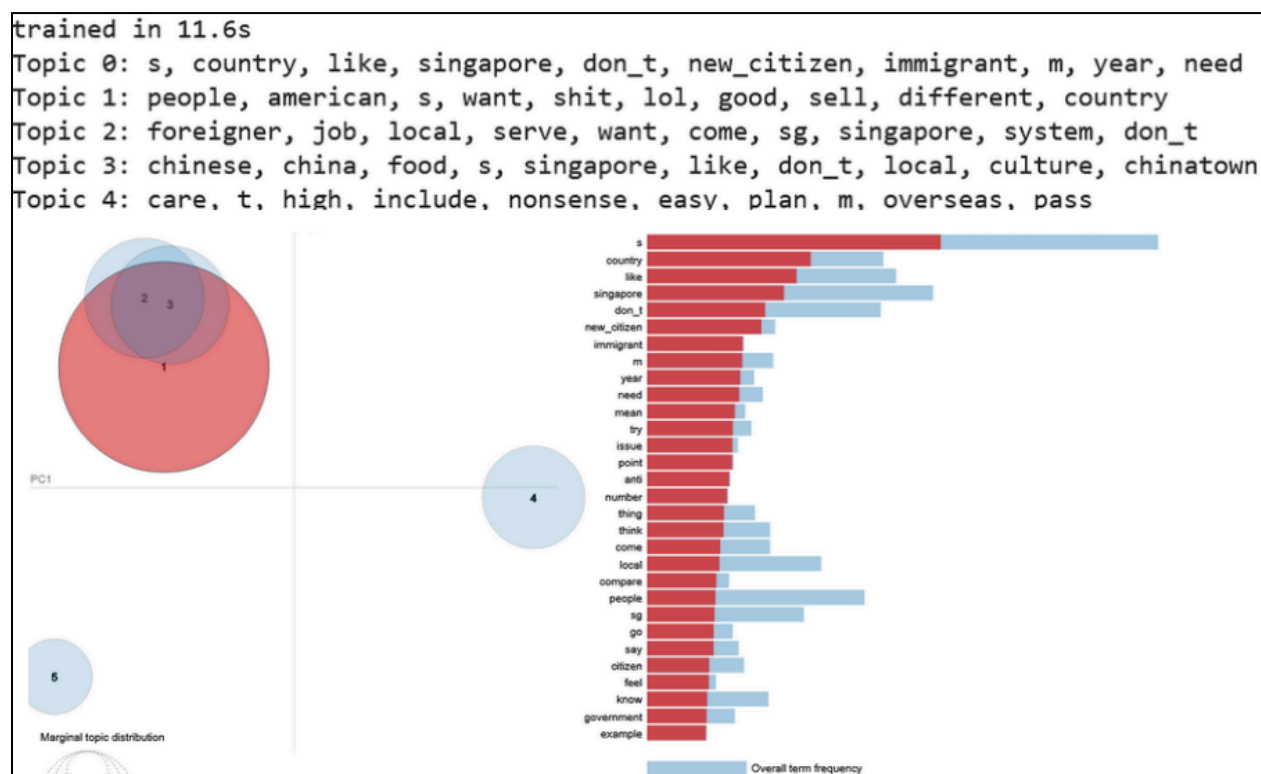 trained in 11.6s
Topic 0: s, country, like, singapore, don_t, new_citizen, immigrant, m, year, need
Topic 1: people, american, s, want, shit, lol, good, sell, different, country
Topic 2: foreigner, job, local, serve, want, come, sg, singapore, system, don_t
Topic 3: chinese, china, food, s, singapore, like, don_t, local, culture, chinatown
Topic 4: care, t, high, include, nonsense, easy, plan, m, overseas, pass
2
3
1
PC1
4
5
Marginal topic distribution
s
country
like
singapore
don_t
new_citizen
immigrant
m
year
need
mean
try
issue
point
anti
number
thing
think
come
local
compare
people
sg
go
say
citizen
feel
know
government
example
Overall term frequency